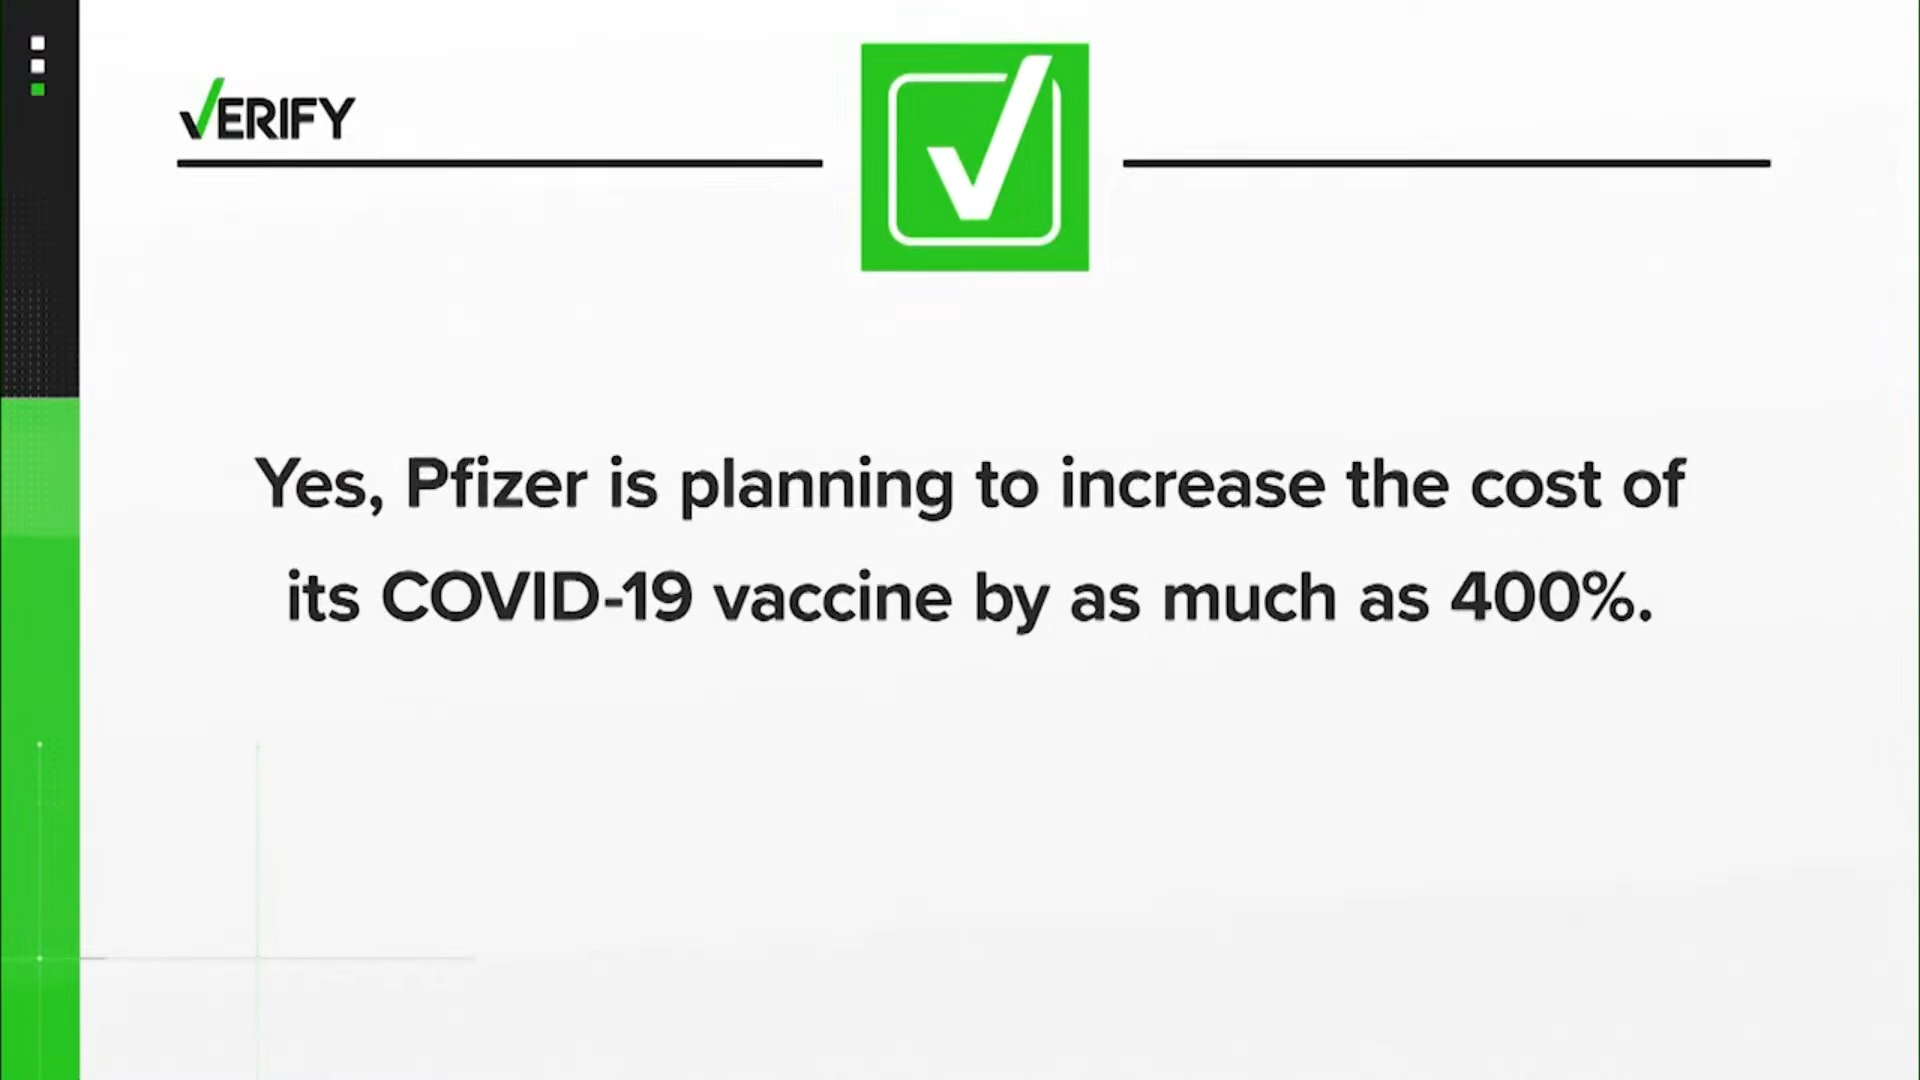 VERIFY
Yes, Pfizer is planning to increase the cost of
its COVID-19 vaccine by as much as 400%.